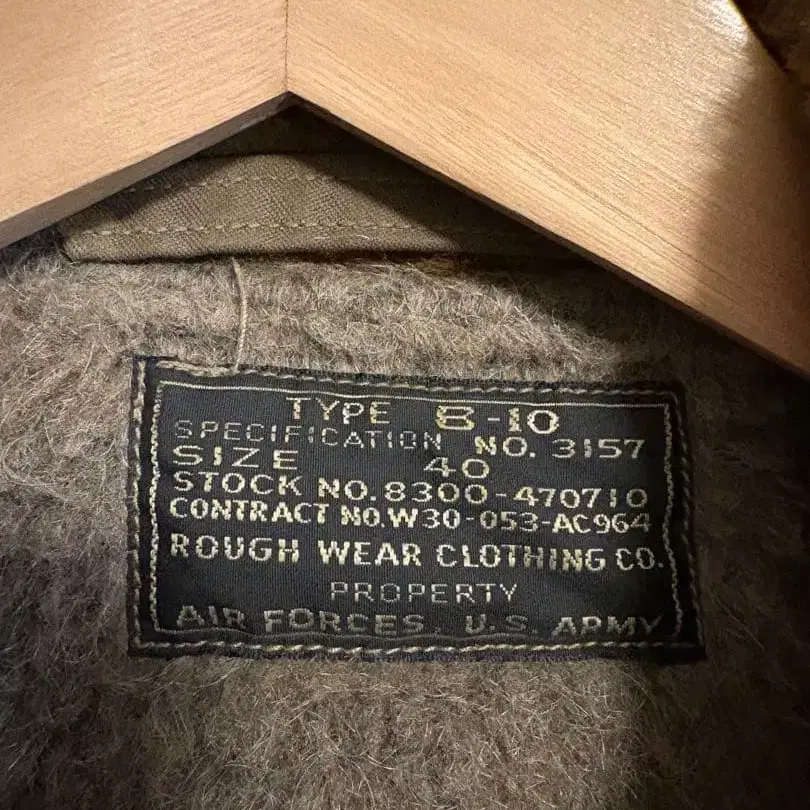 TYPE B-10
SPECIFICATION NO. 3157
SIZE 40
STOCK NO. 8300-470710
CONTRACT NO. W30-053-AC964
ROUGH WEAR CLOTHING CO.
PROPERTY
AIR FORCES, U.S. ARMY